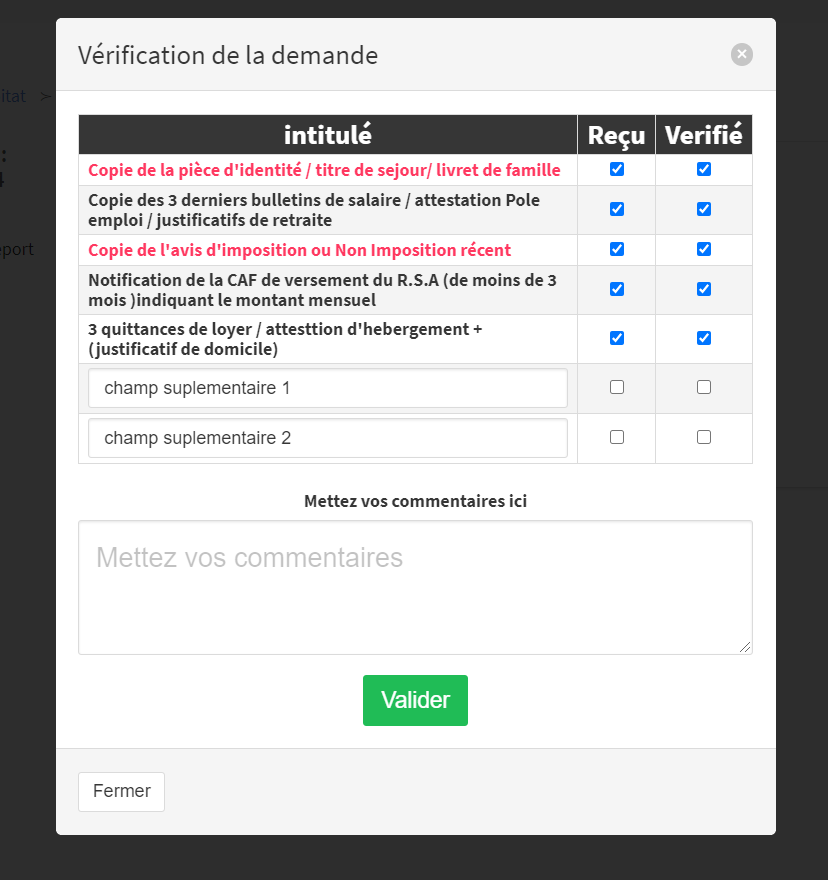 Vérification de la demande
itat >
:
4
port
intitulé Reçu Verifié
Copie de la pièce d'identité / titre de sejour/ livret de famille
Copie des 3 derniers bulletins de salaire / attestation Pole
emploi / justificatifs de retraite
Copie de l'avis d'imposition ou Non Imposition récent
Notification de la CAF de versement du R.S.A (de moins de 3
mois )indiquant le montant mensuel
3 quittances de loyer / attesttion d'hebergement +
(justificatif de domicile)
champ suplementaire 1
champ suplementaire 2
Mettez vos commentaires ici
Mettez vos commentaires
Valider
Fermer